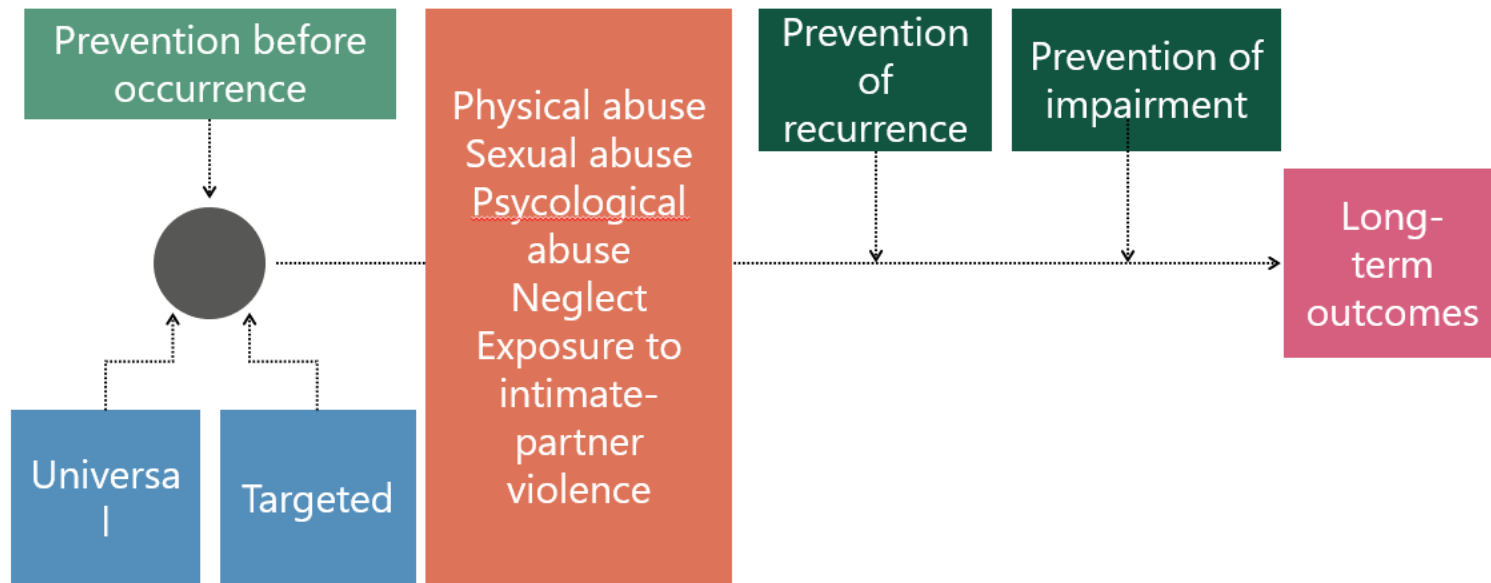 Prevention before
occurrence
Physical abuse
Sexual abuse
Psycological
abuse
Neglect
Exposure to
intimate-
partner
violence
Prevention
of
recurrence
Prevention of
impairment
Long-
term
outcomes
Universa
l
Targeted